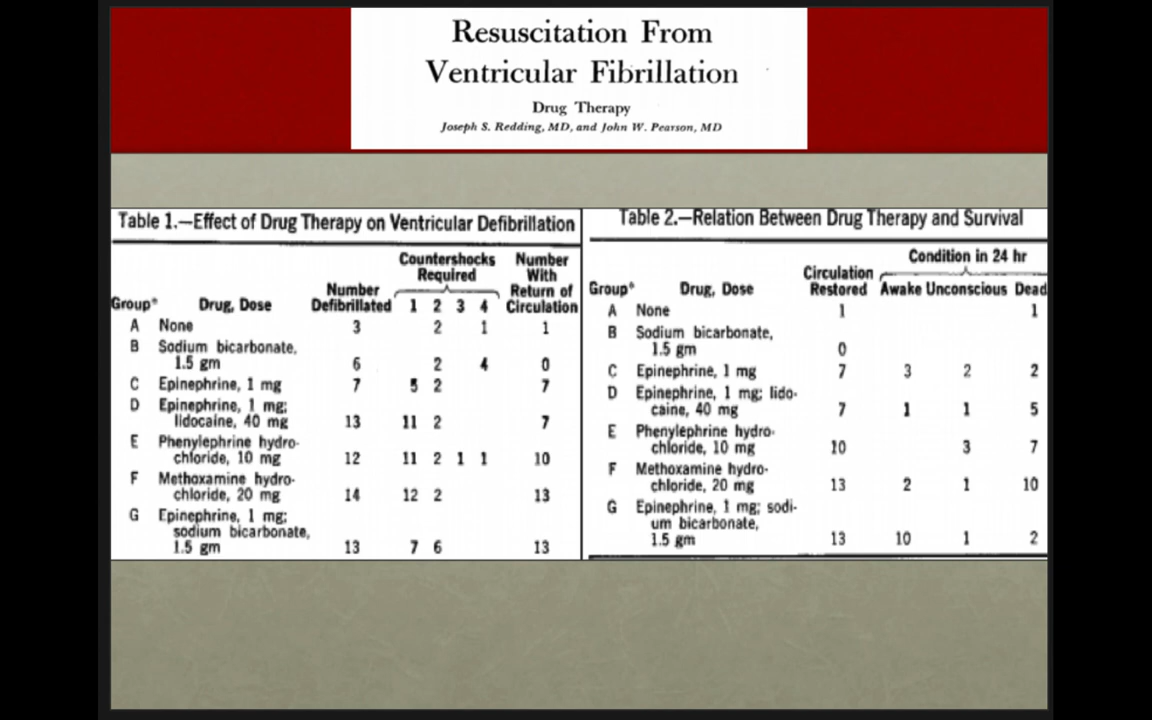 Resuscitation From
Ventricular Fibrillation
Drug Therapy
Joseph S. Redding, MD, and John W. Pearson, MD
Table 1.—Effect of Drug Therapy on Ventricular Defibrillation
Countershocks Number
Required With
Number Return of
Group* Drug, Dose Defibrillated 1 2 3 4 Circulation
A None 3 2 1 1
B Sodium bicarbonate,
1.5 gm 6 2 4 0
C Epinephrine, 1 mg 7 5 2 7
D Epinephrine, 1 mg;
lidocaine, 40 mg 13 11 2 7
E Phenylephrine hydro-
chloride, 10 mg 12 11 2 1 1 10
F Methoxamine hydro-
chloride, 20 mg 14 12 2 13
G Epinephrine, 1 mg;
sodium bicarbonate,
1.5 gm 13 7 6 13
Table 2.—Relation Between Drug Therapy and Survival
Condition in 24 hr
Circulation
Group* Drug, Dose Restored Awake Unconscious Dead
A None 1 1
B Sodium bicarbonate,
1.5 gm 0
C Epinephrine, 1 mg 7 3 2 2
D Epinephrine, 1 mg; lido-
caine, 40 mg 7 1 1 5
E Phenylephrine hydro-
chloride, 10 mg 10 3 7
F Methoxamine hydro-
chloride, 20 mg 13 2 1 10
G Epinephrine, 1 mg; sodi-
um bicarbonate,
1.5 gm 13 10 1 2